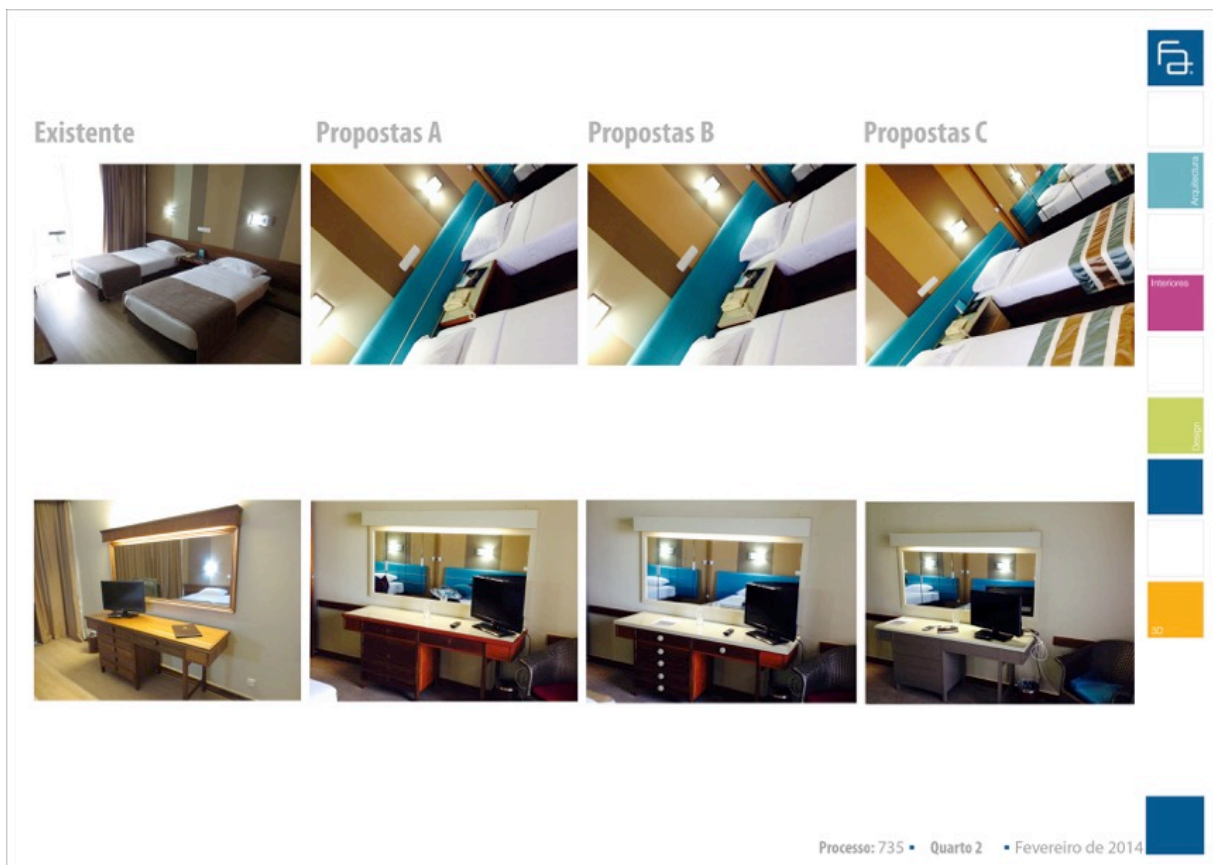 Existente
Propostas A
Propostas B
Propostas C
Arquitectura
Interiores
Design
3D
Processo: 735 ▪ Quarto 2 ▪ Fevereiro de 2014